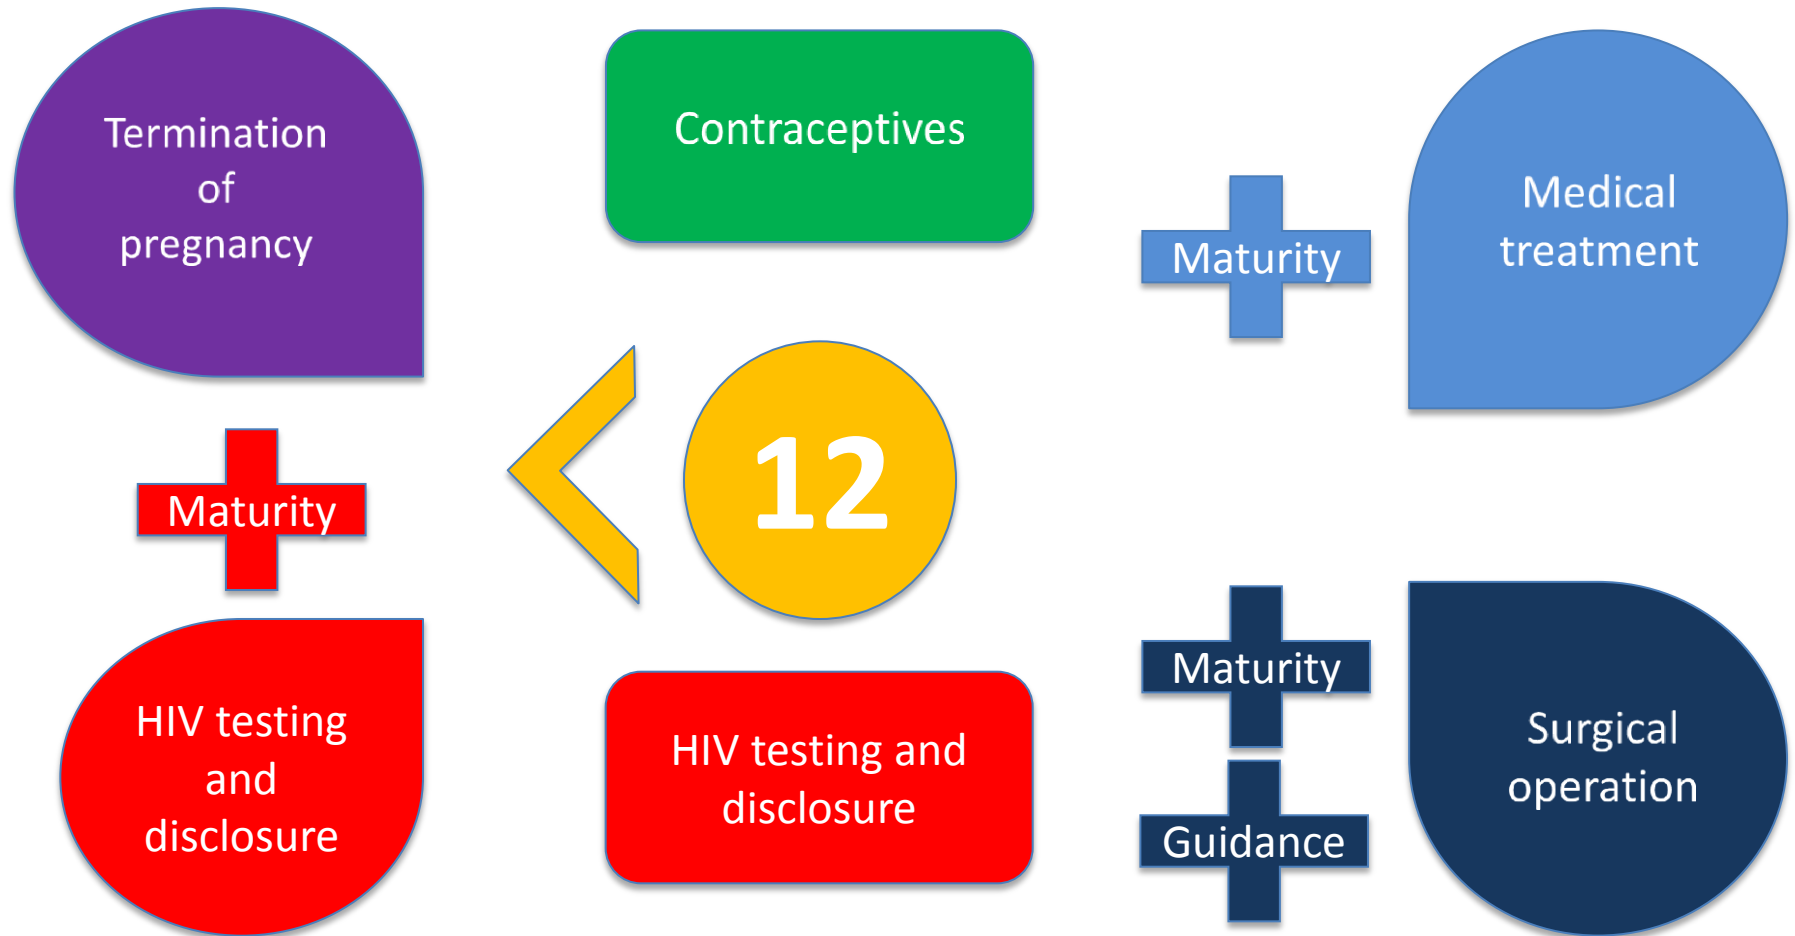 Termination
of
pregnancy
Contraceptives
Maturity
Medical
treatment
Maturity
12
HIV testing
and
disclosure
HIV testing and
disclosure
Maturity
Guidance
Surgical
operation